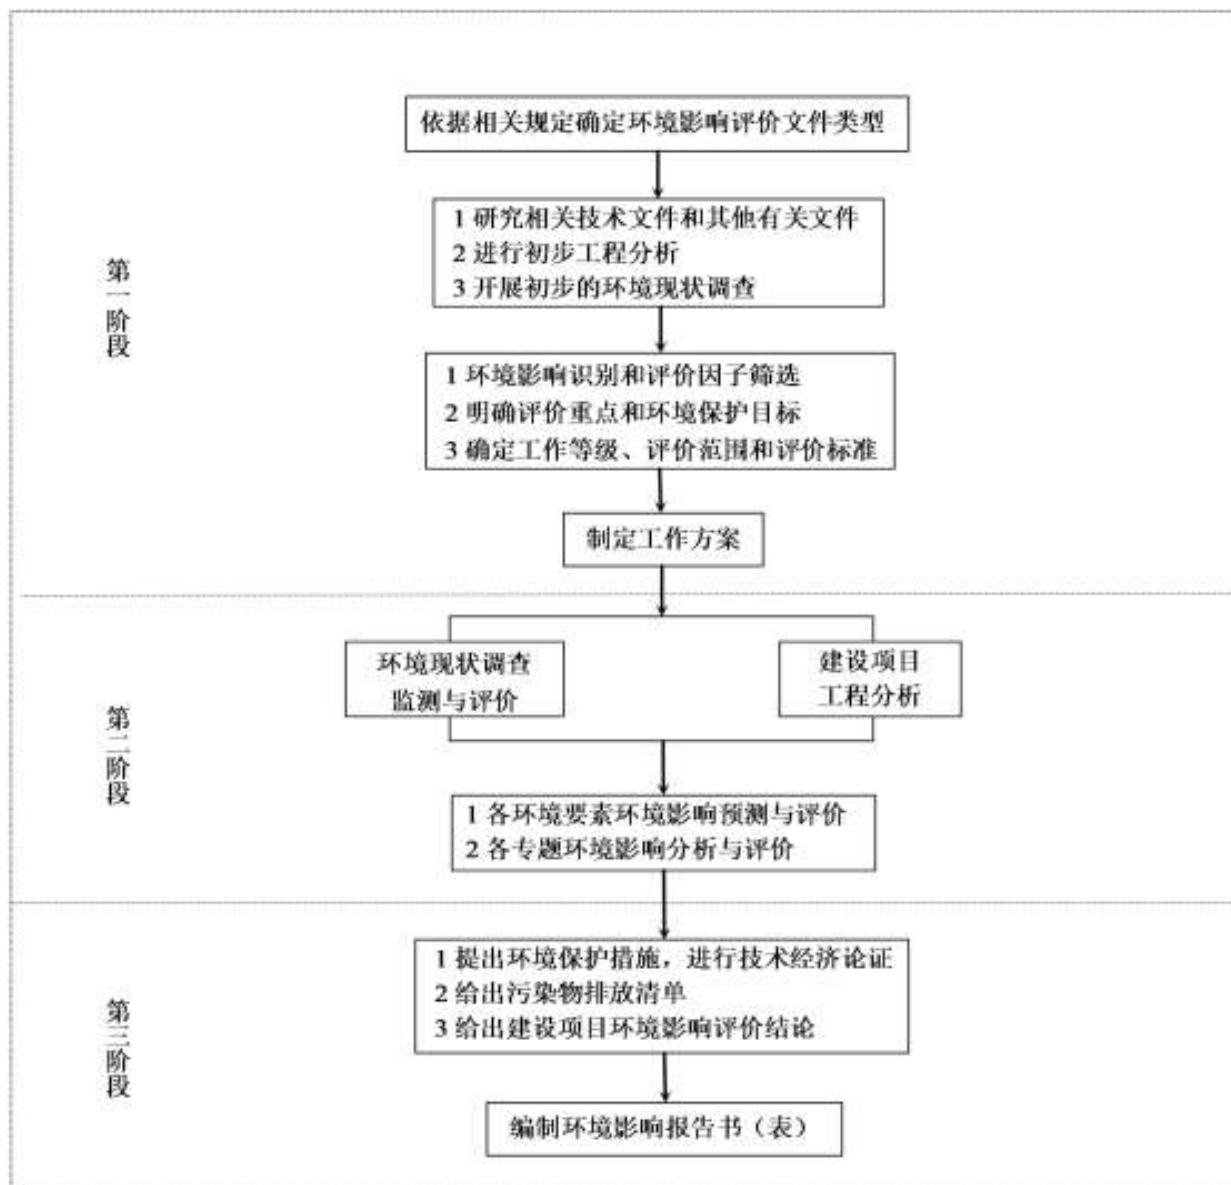 依据相关规定确定环境影响评价文件类型
1 研究相关技术文件和其他有关文件
2 进行初步工程分析
3 开展初步的环境现状调查
第一阶段
1 环境影响识别和评价因子筛选
2 明确评价重点和环境保护目标
3 确定工作等级、评价范围和评价标准
制定工作方案
环境现状调查
监测与评价
建设项目
工程分析
第二阶段
1 各环境要素环境影响预测与评价
2 各专题环境影响分析与评价
1 提出环境保护措施，进行技术经济论证
2 给出污染物排放清单
3 给出建设项目环境影响评价结论
第三阶段
编制环境影响报告书（表）